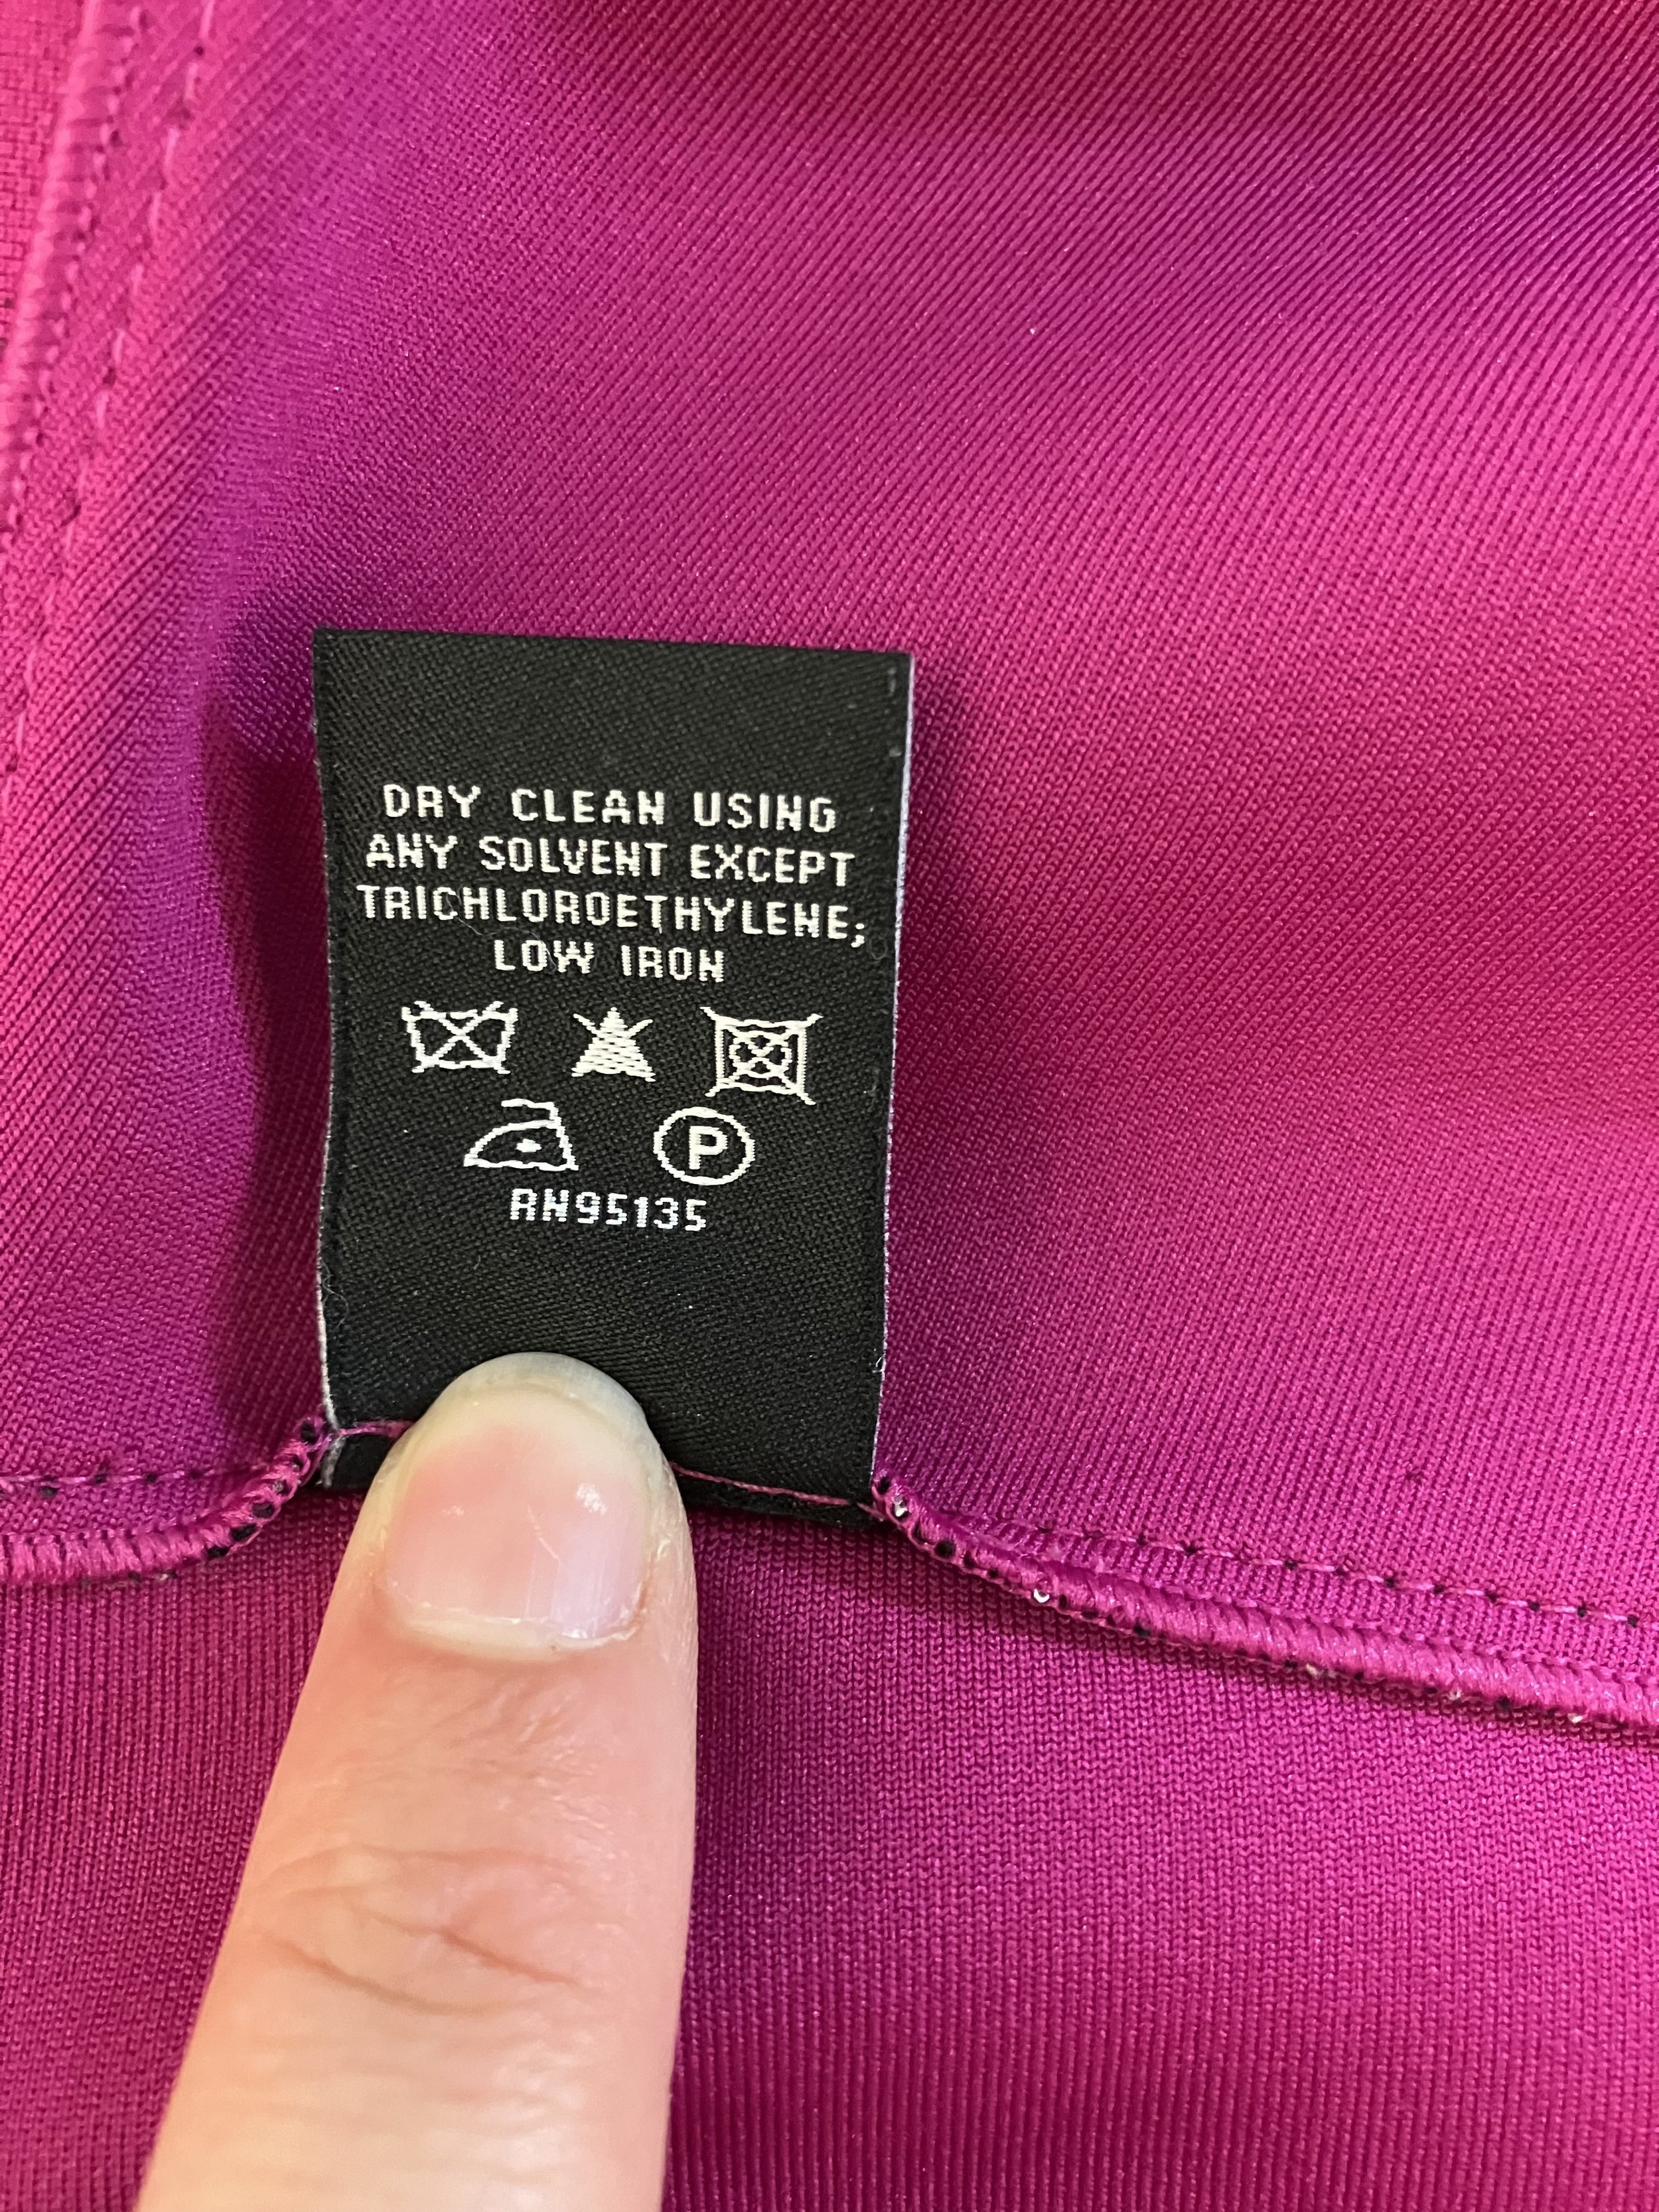 DRY CLEAN USING
ANY SOLVENT EXCEPT
TRICHLOROETHYLENE;
LOW IRON
P
RN95135